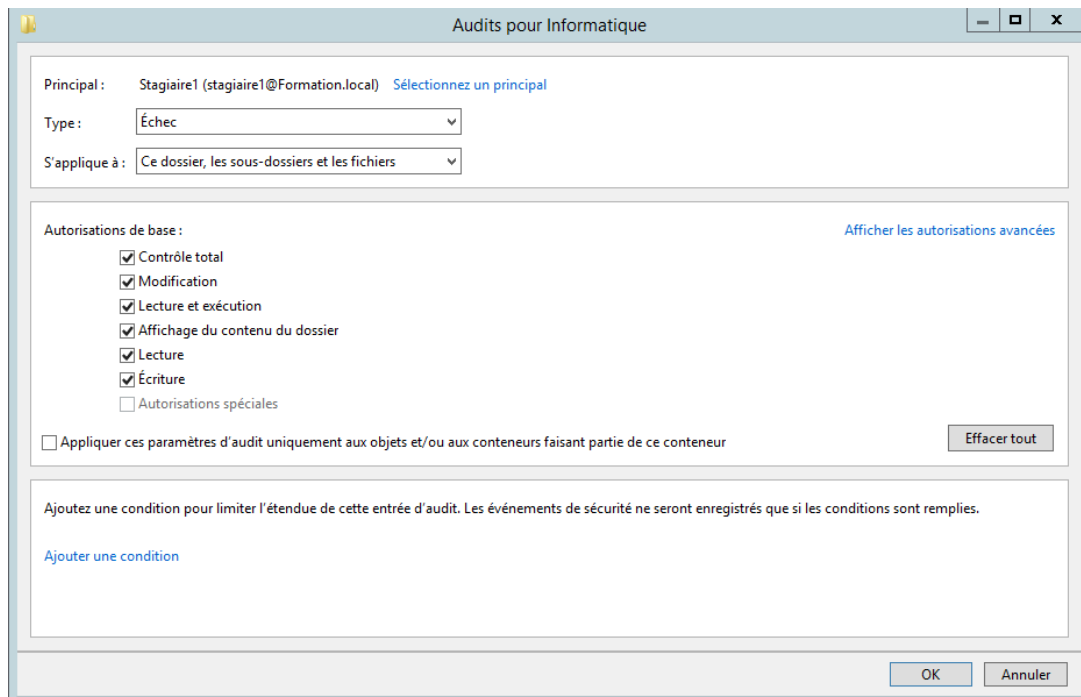 Audits pour Informatique
Principal : Stagiaire1 (stagiaire1@Formation.local) Sélectionnez un principal
Type : Échec
S'applique à : Ce dossier, les sous-dossiers et les fichiers
Autorisations de base : Afficher les autorisations avancées
Contrôle total
Modification
Lecture et exécution
Affichage du contenu du dossier
Lecture
Écriture
Autorisations spéciales
Appliquer ces paramètres d'audit uniquement aux objets et/ou aux conteneurs faisant partie de ce conteneur Effacer tout
Ajoutez une condition pour limiter l'étendue de cette entrée d'audit. Les événements de sécurité ne seront enregistrés que si les conditions sont remplies.
Ajouter une condition
OK Annuler